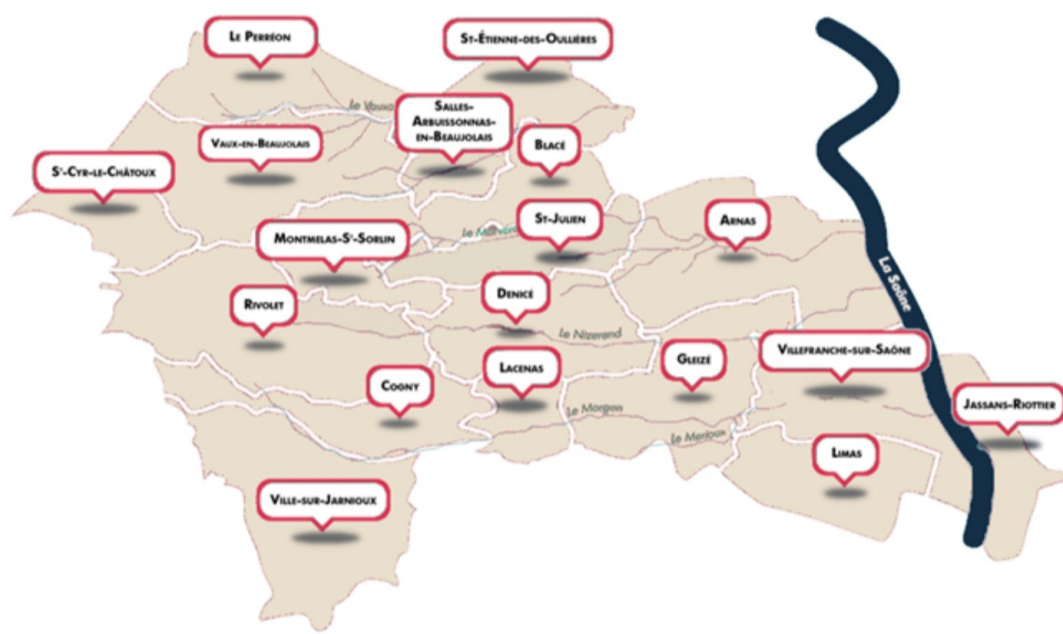 Le Perréon
St-Étienne-des-Oullières
Le Vaux
Salles-
Arbuissonnas-
en-Beaujolais
Vaux-en-Beaujolais
Blacé
St-Cyr-le-Châtoux
St-Julien
Arnas
Montmelas-St-Sorlin
La Saône
Denicé
Rivolet
Le Nizerand
Villefranche-sur-Saône
Gleizé
Lacenas
Cogny
Jassans-Riottier
Le Morgon
Le Merloux
Limas
Ville-sur-Jarnioux